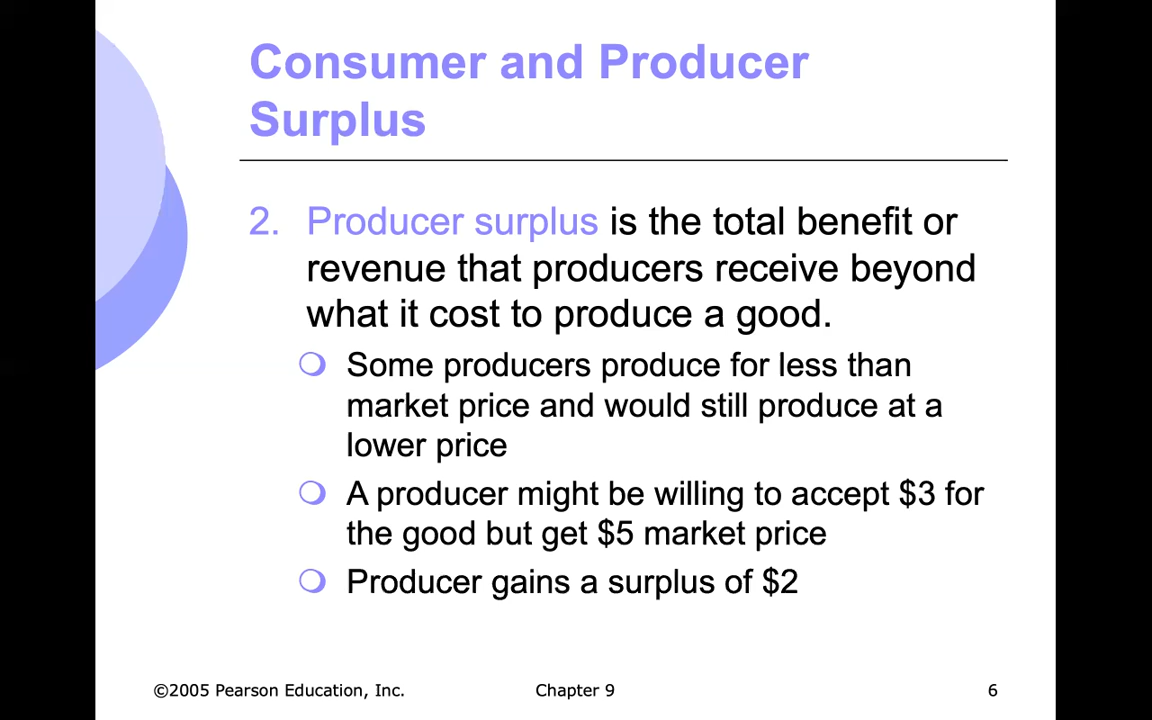 Consumer and Producer
Surplus
2. Producer surplus is the total benefit or
revenue that producers receive beyond
what it cost to produce a good.
Some producers produce for less than
market price and would still produce at a
lower price
A producer might be willing to accept $3 for
the good but get $5 market price
Producer gains a surplus of $2
©2005 Pearson Education, Inc. Chapter 9 6